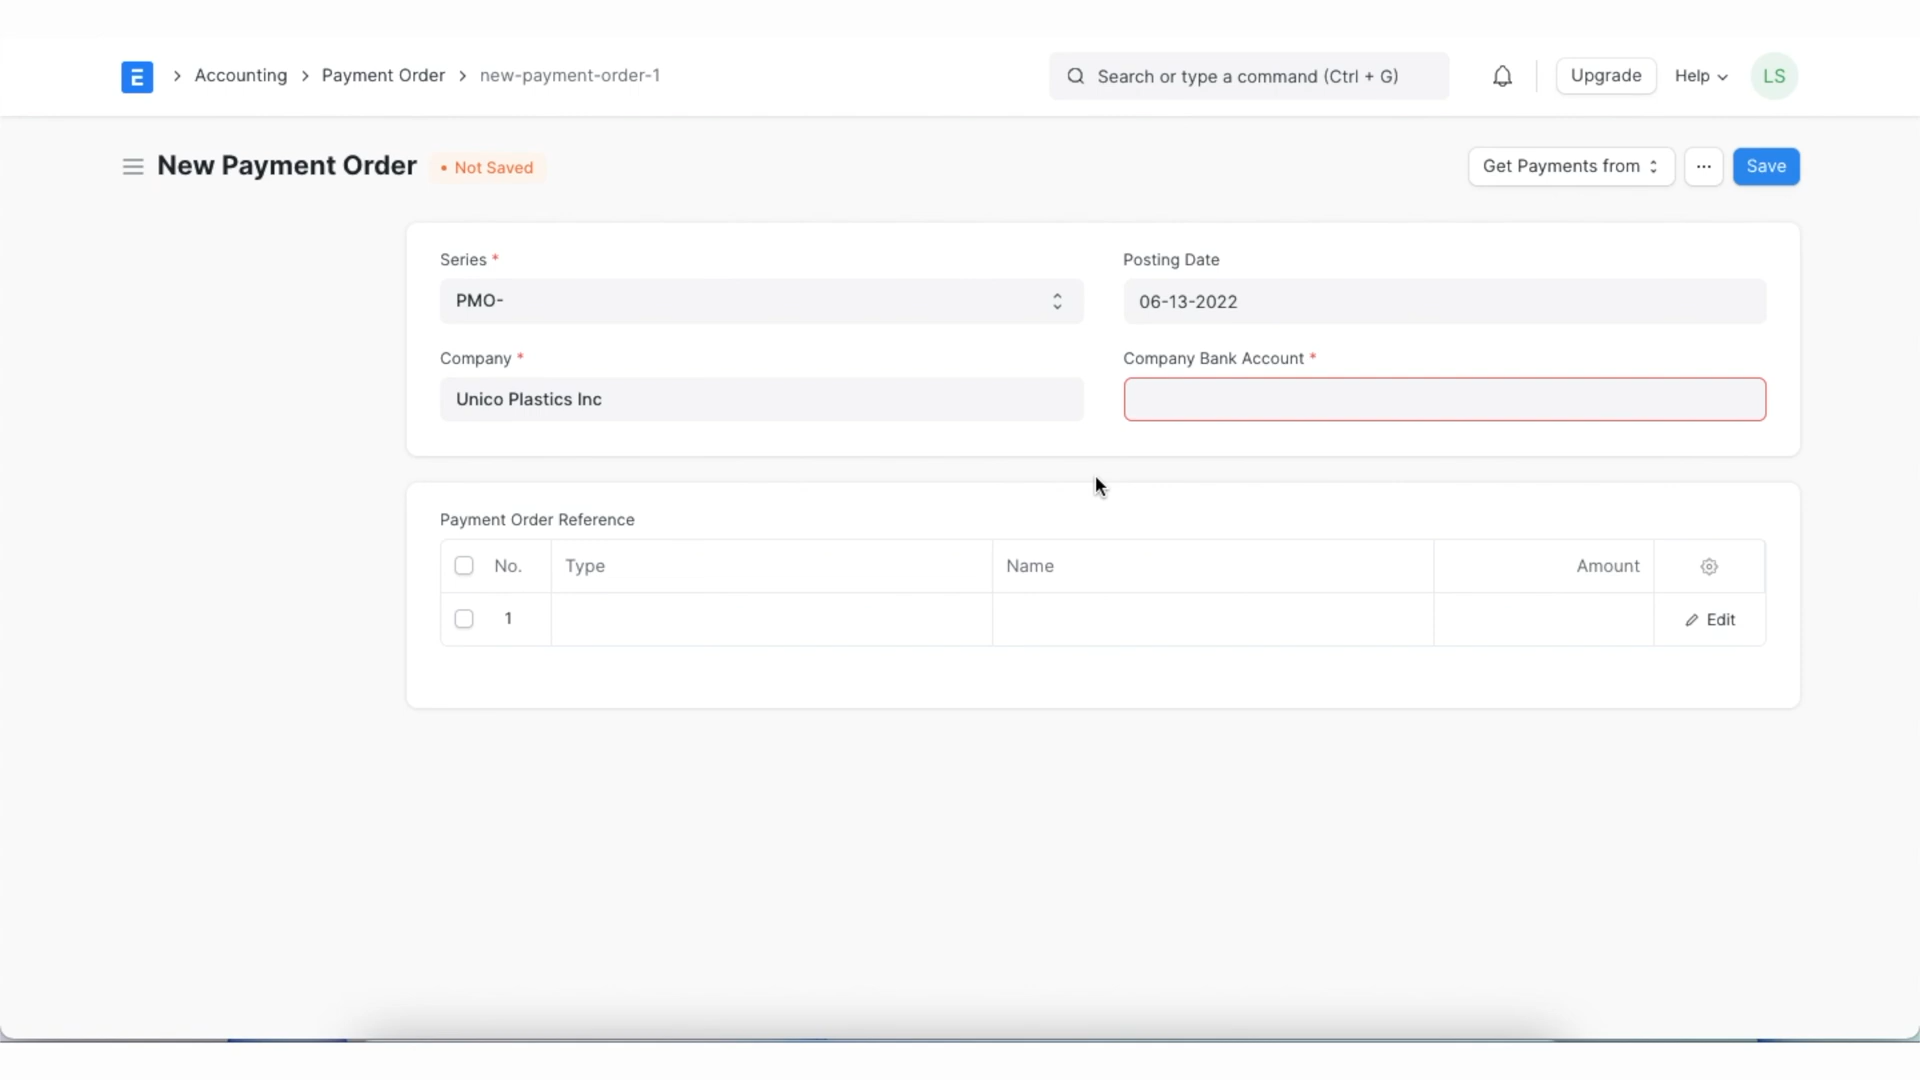 E > Accounting > Payment Order > new-payment-order-1
Search or type a command (Ctrl + G)
Upgrade
Help
LS
New Payment Order
• Not Saved
Get Payments from
...
Save
Series *
PMO-
Posting Date
06-13-2022
Company *
Unico Plastics Inc
Company Bank Account *
Payment Order Reference
No. Type Name Amount
1 Edit